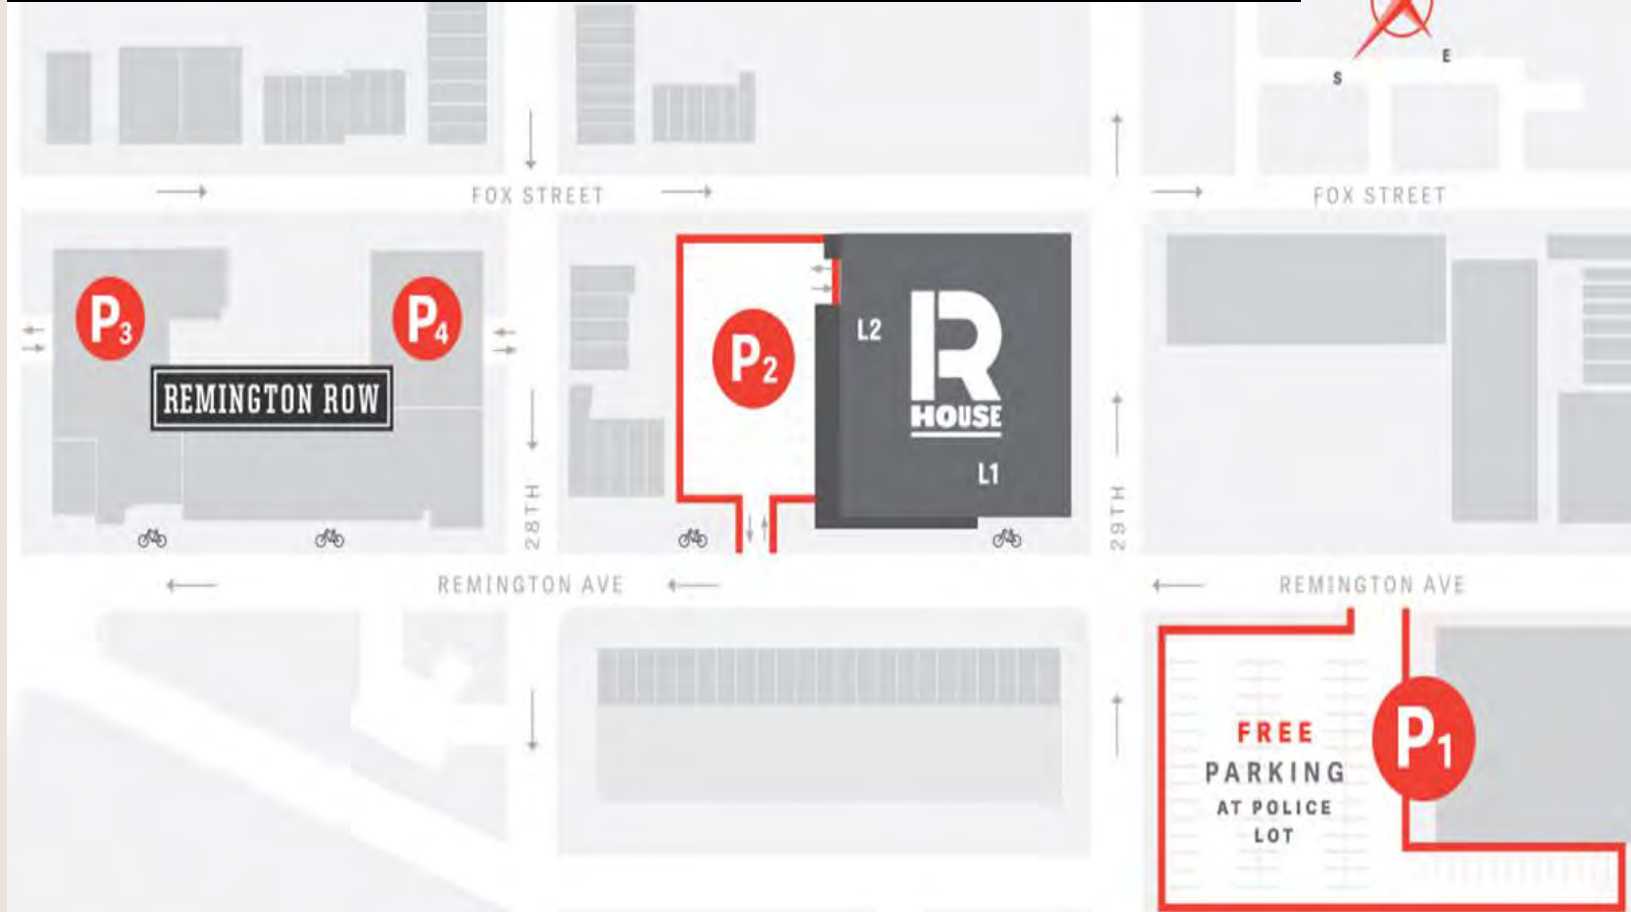 E
S
FOX STREET
FOX STREET
P3
P4
REMINGTON ROW
P2
L2
R
HOUSE
L1
28TH
29TH
REMINGTON AVE
REMINGTON AVE
FREE
PARKING
AT POLICE
LOT
P1